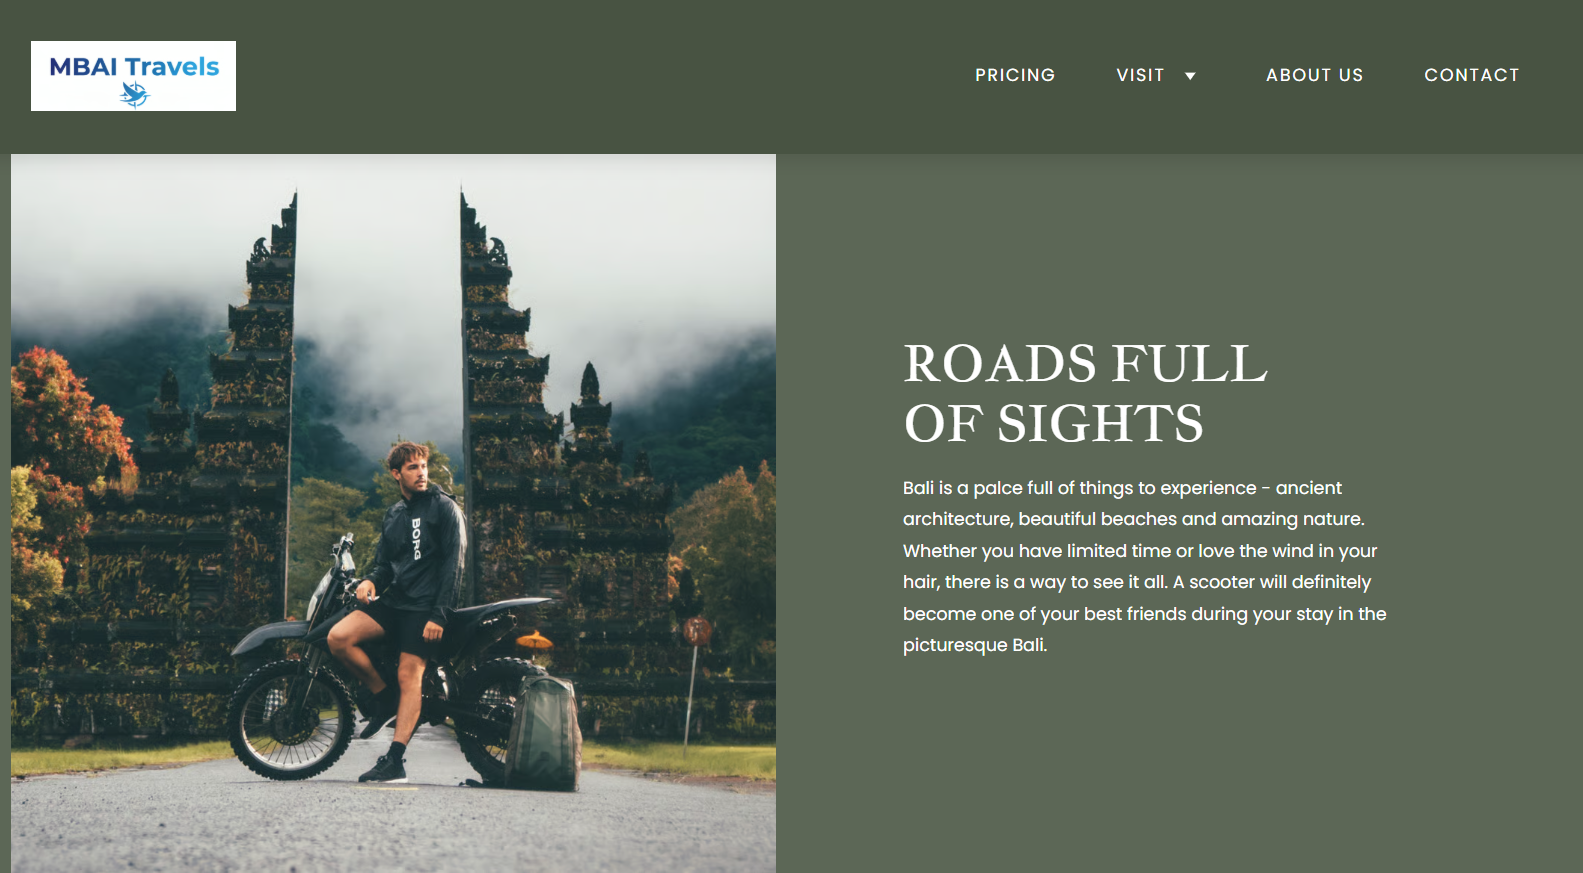 MBAI Travels
PRICING
VISIT
ABOUT US
CONTACT
BORG
ROADS FULL
OF SIGHTS
Bali is a palce full of things to experience - ancient
architecture, beautiful beaches and amazing nature.
Whether you have limited time or love the wind in your
hair, there is a way to see it all. A scooter will definitely
become one of your best friends during your stay in the
picturesque Bali.